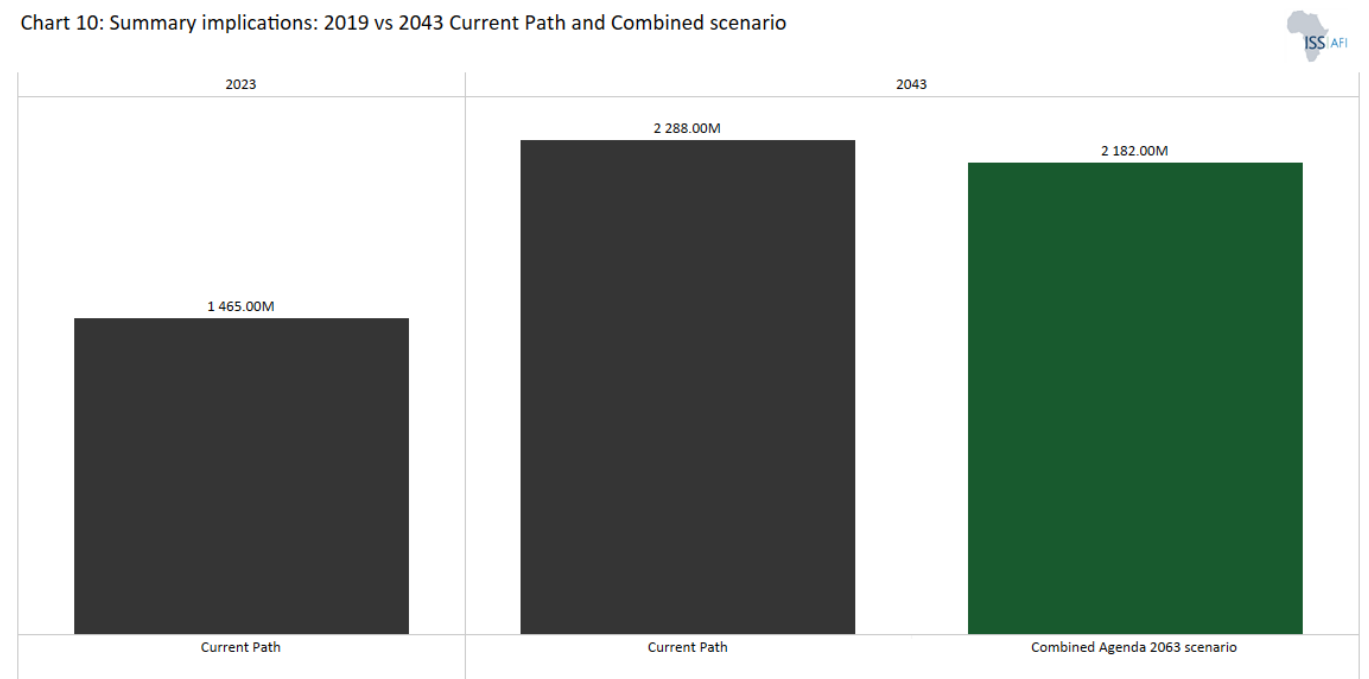 Chart 10: Summary implications: 2019 vs 2043 Current Path and Combined scenario
ISS AFI
2023
2043
2 288.00M
2 182.00M
1 465.00M
Current Path
Current Path
Combined Agenda 2063 scenario